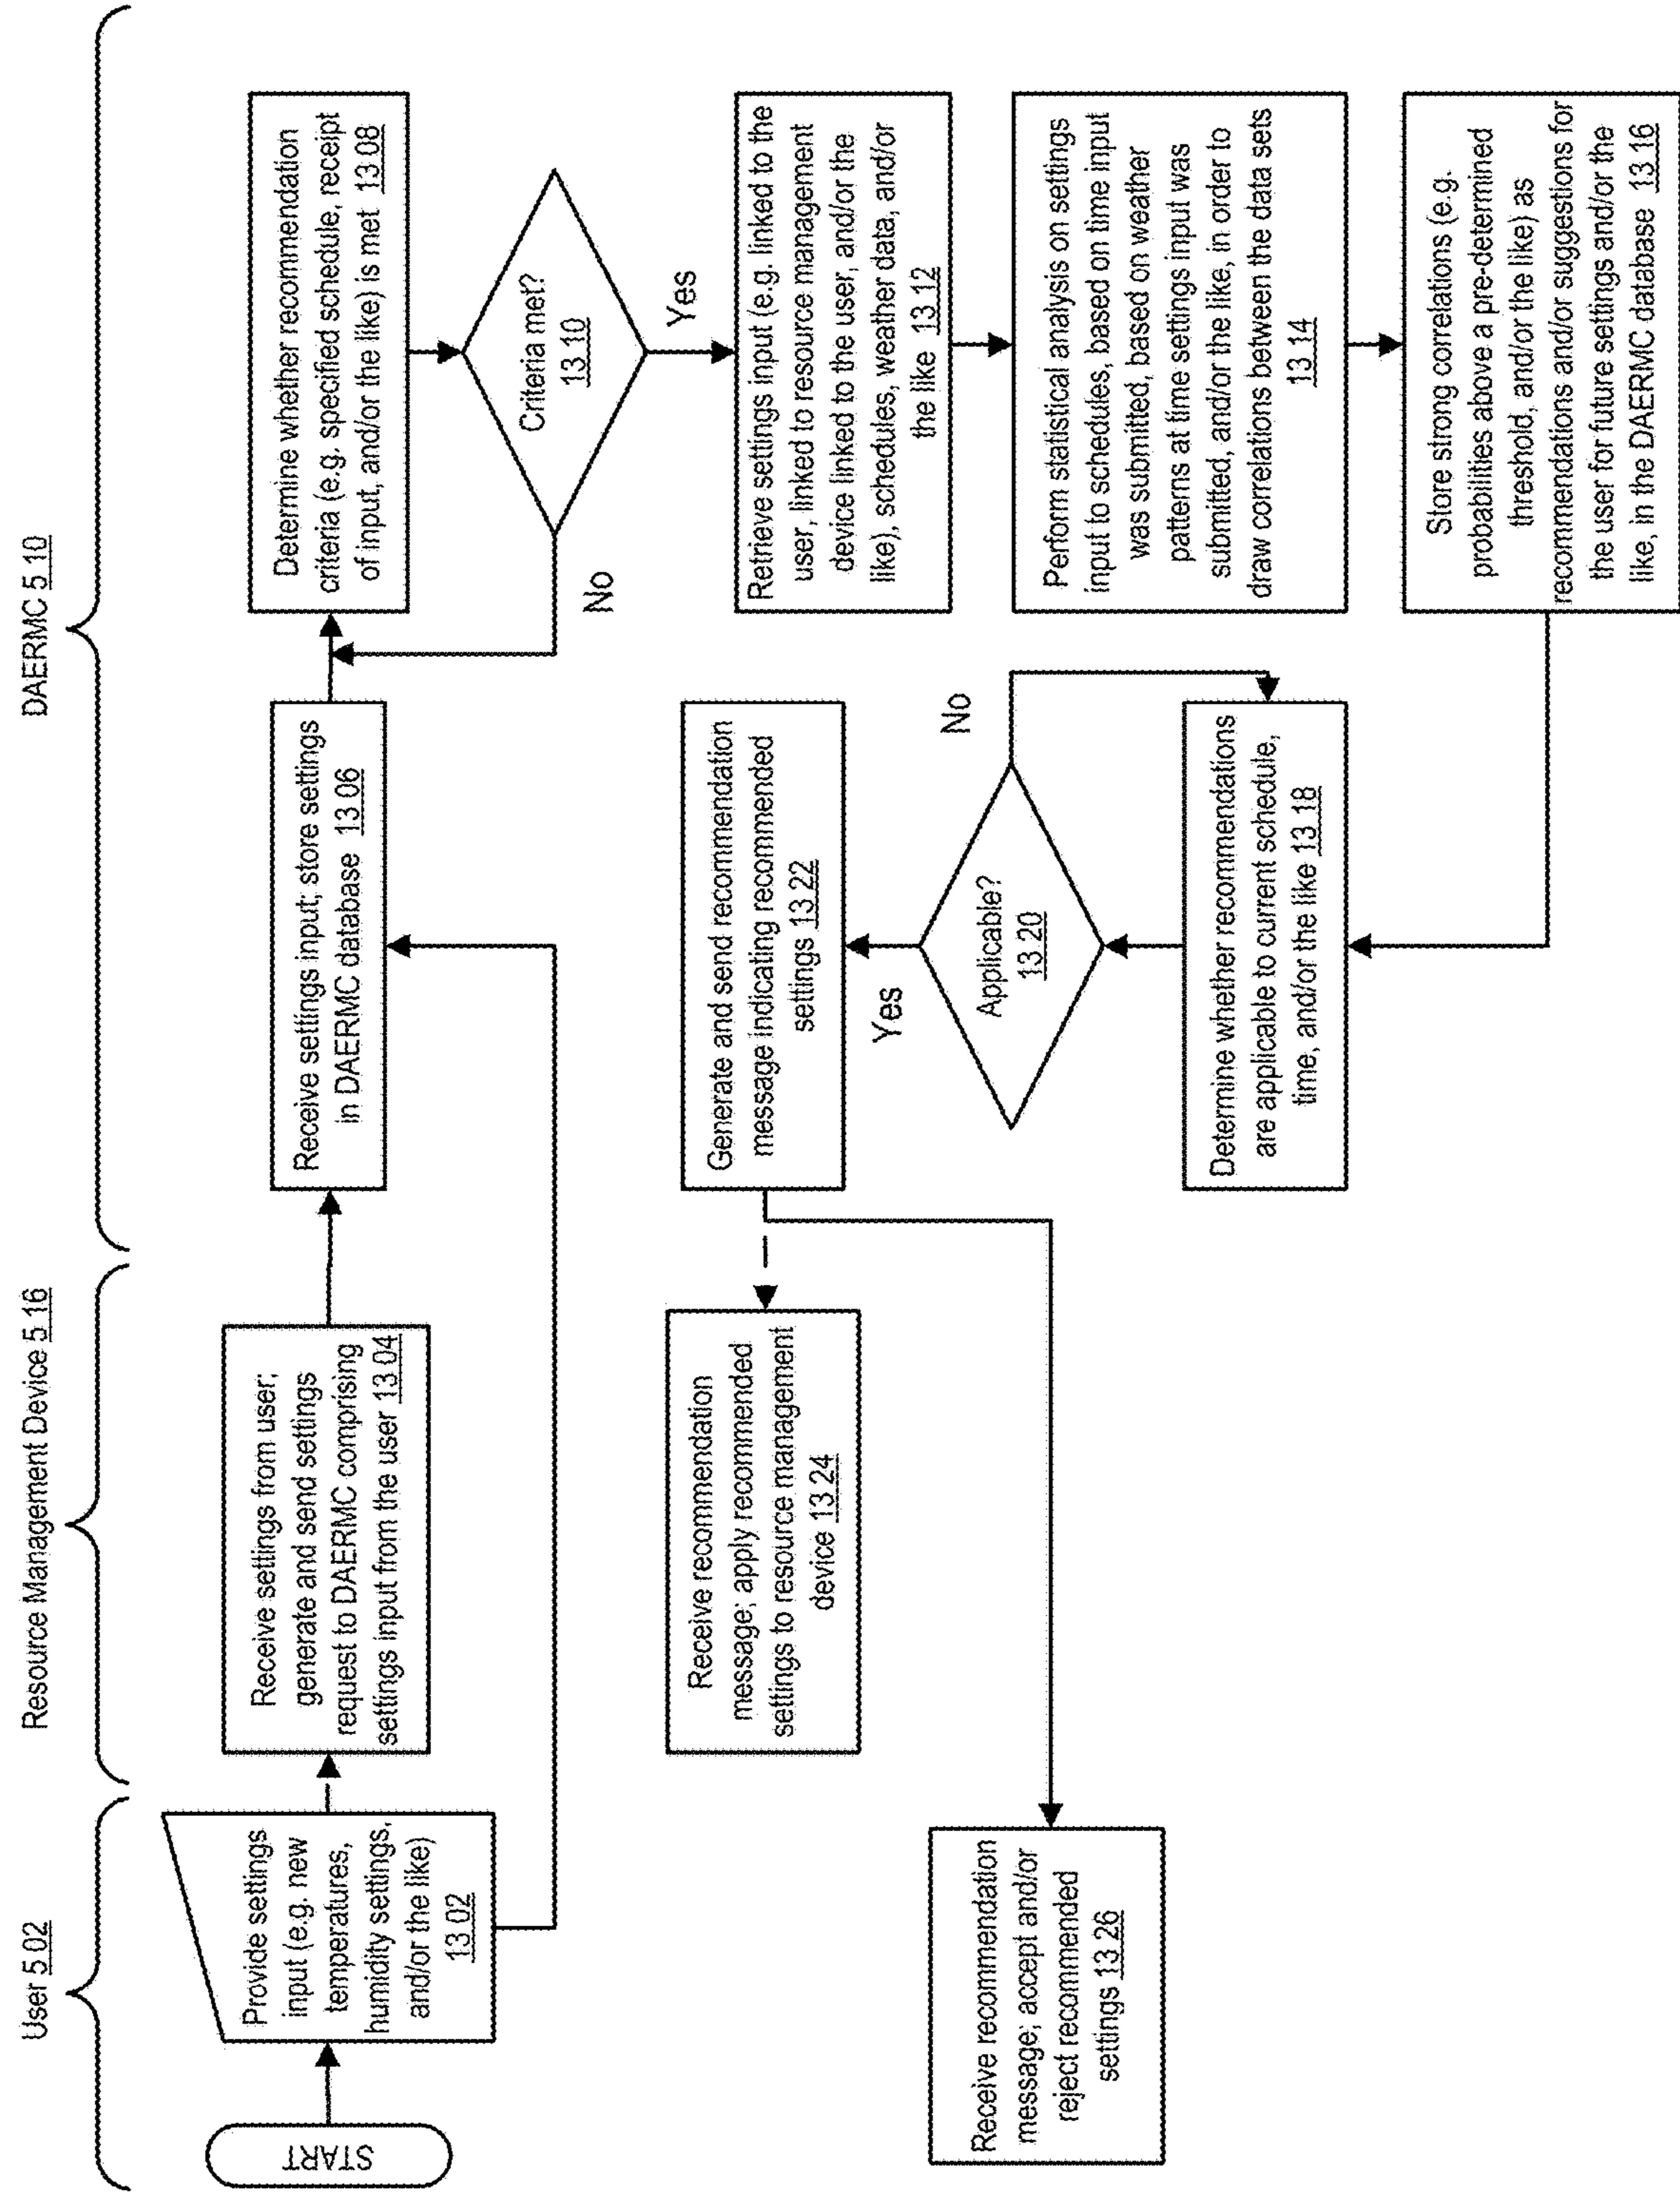 User 5 02
Resource Management Device 5 16
DAERMC 5 10
START
Provide settings
input (e.g. new
temperatures,
humidity settings,
and/or the like)
13 02
Receive settings from user;
generate and send settings
request to DAERMC comprising
settings input from the user 13 04
Receive settings input; store settings
in DAERMC database 13 06
Determine whether recommendation
criteria (e.g. specified schedule, receipt
of input, and/or the like) is met 13 08
Criteria met?
13 10
No
Yes
Retrieve settings input (e.g. linked to the
user, linked to resource management
device linked to the user, and/or the
like), schedules, weather data, and/or
the like 13 12
Perform statistical analysis on settings
input to schedules, based on time input
was submitted, based on weather
patterns at time settings input was
submitted, and/or the like, in order to
draw correlations between the data sets
13 14
Store strong correlations (e.g.
probabilities above a pre-determined
threshold, and/or the like) as
recommendations and/or suggestions for
the user for future settings and/or the
like, in the DAERMC database 13 16
Determine whether recommendations
are applicable to current schedule,
time, and/or the like 13 18
Applicable?
13 20
No
Yes
Generate and send recommendation
message indicating recommended
settings 13 22
Receive recommendation
message; apply recommended
settings to resource management
device 13 24
Receive recommendation
message; accept and/or
reject recommended
settings 13 26